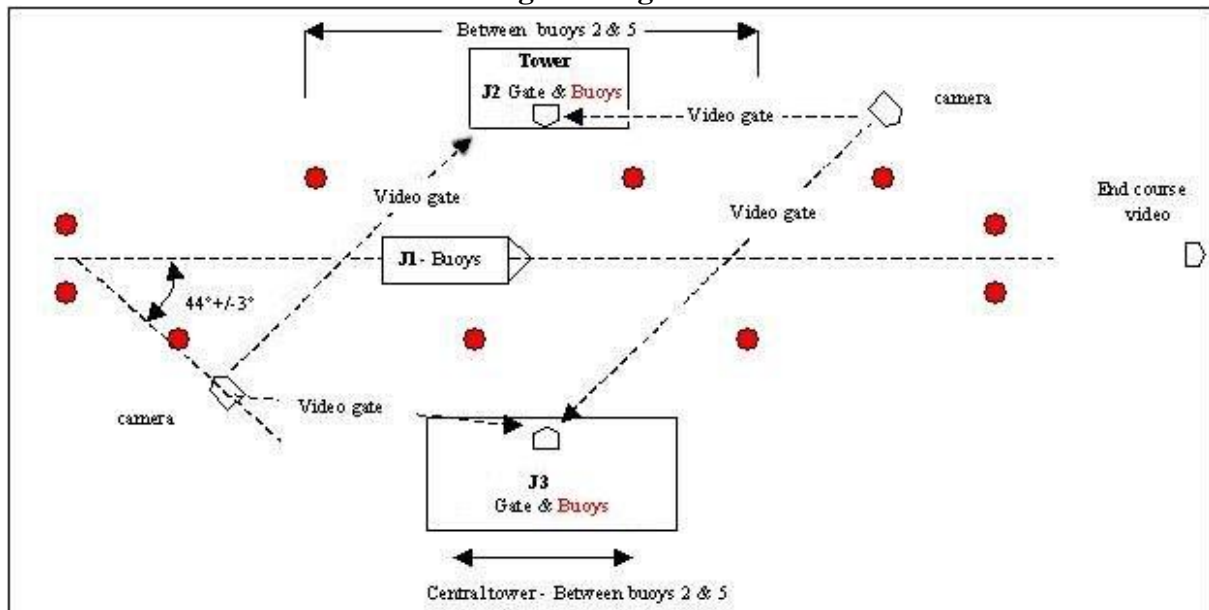 Between buoys 2 & 5
Tower
J2 Gate & Buoys
Video gate
camera
Video gate
Video gate
End course
video
J1 - Buoys
44°+/-3°
Video gate
camera
J3
Gate & Buoys
Central tower - Between buoys 2 & 5